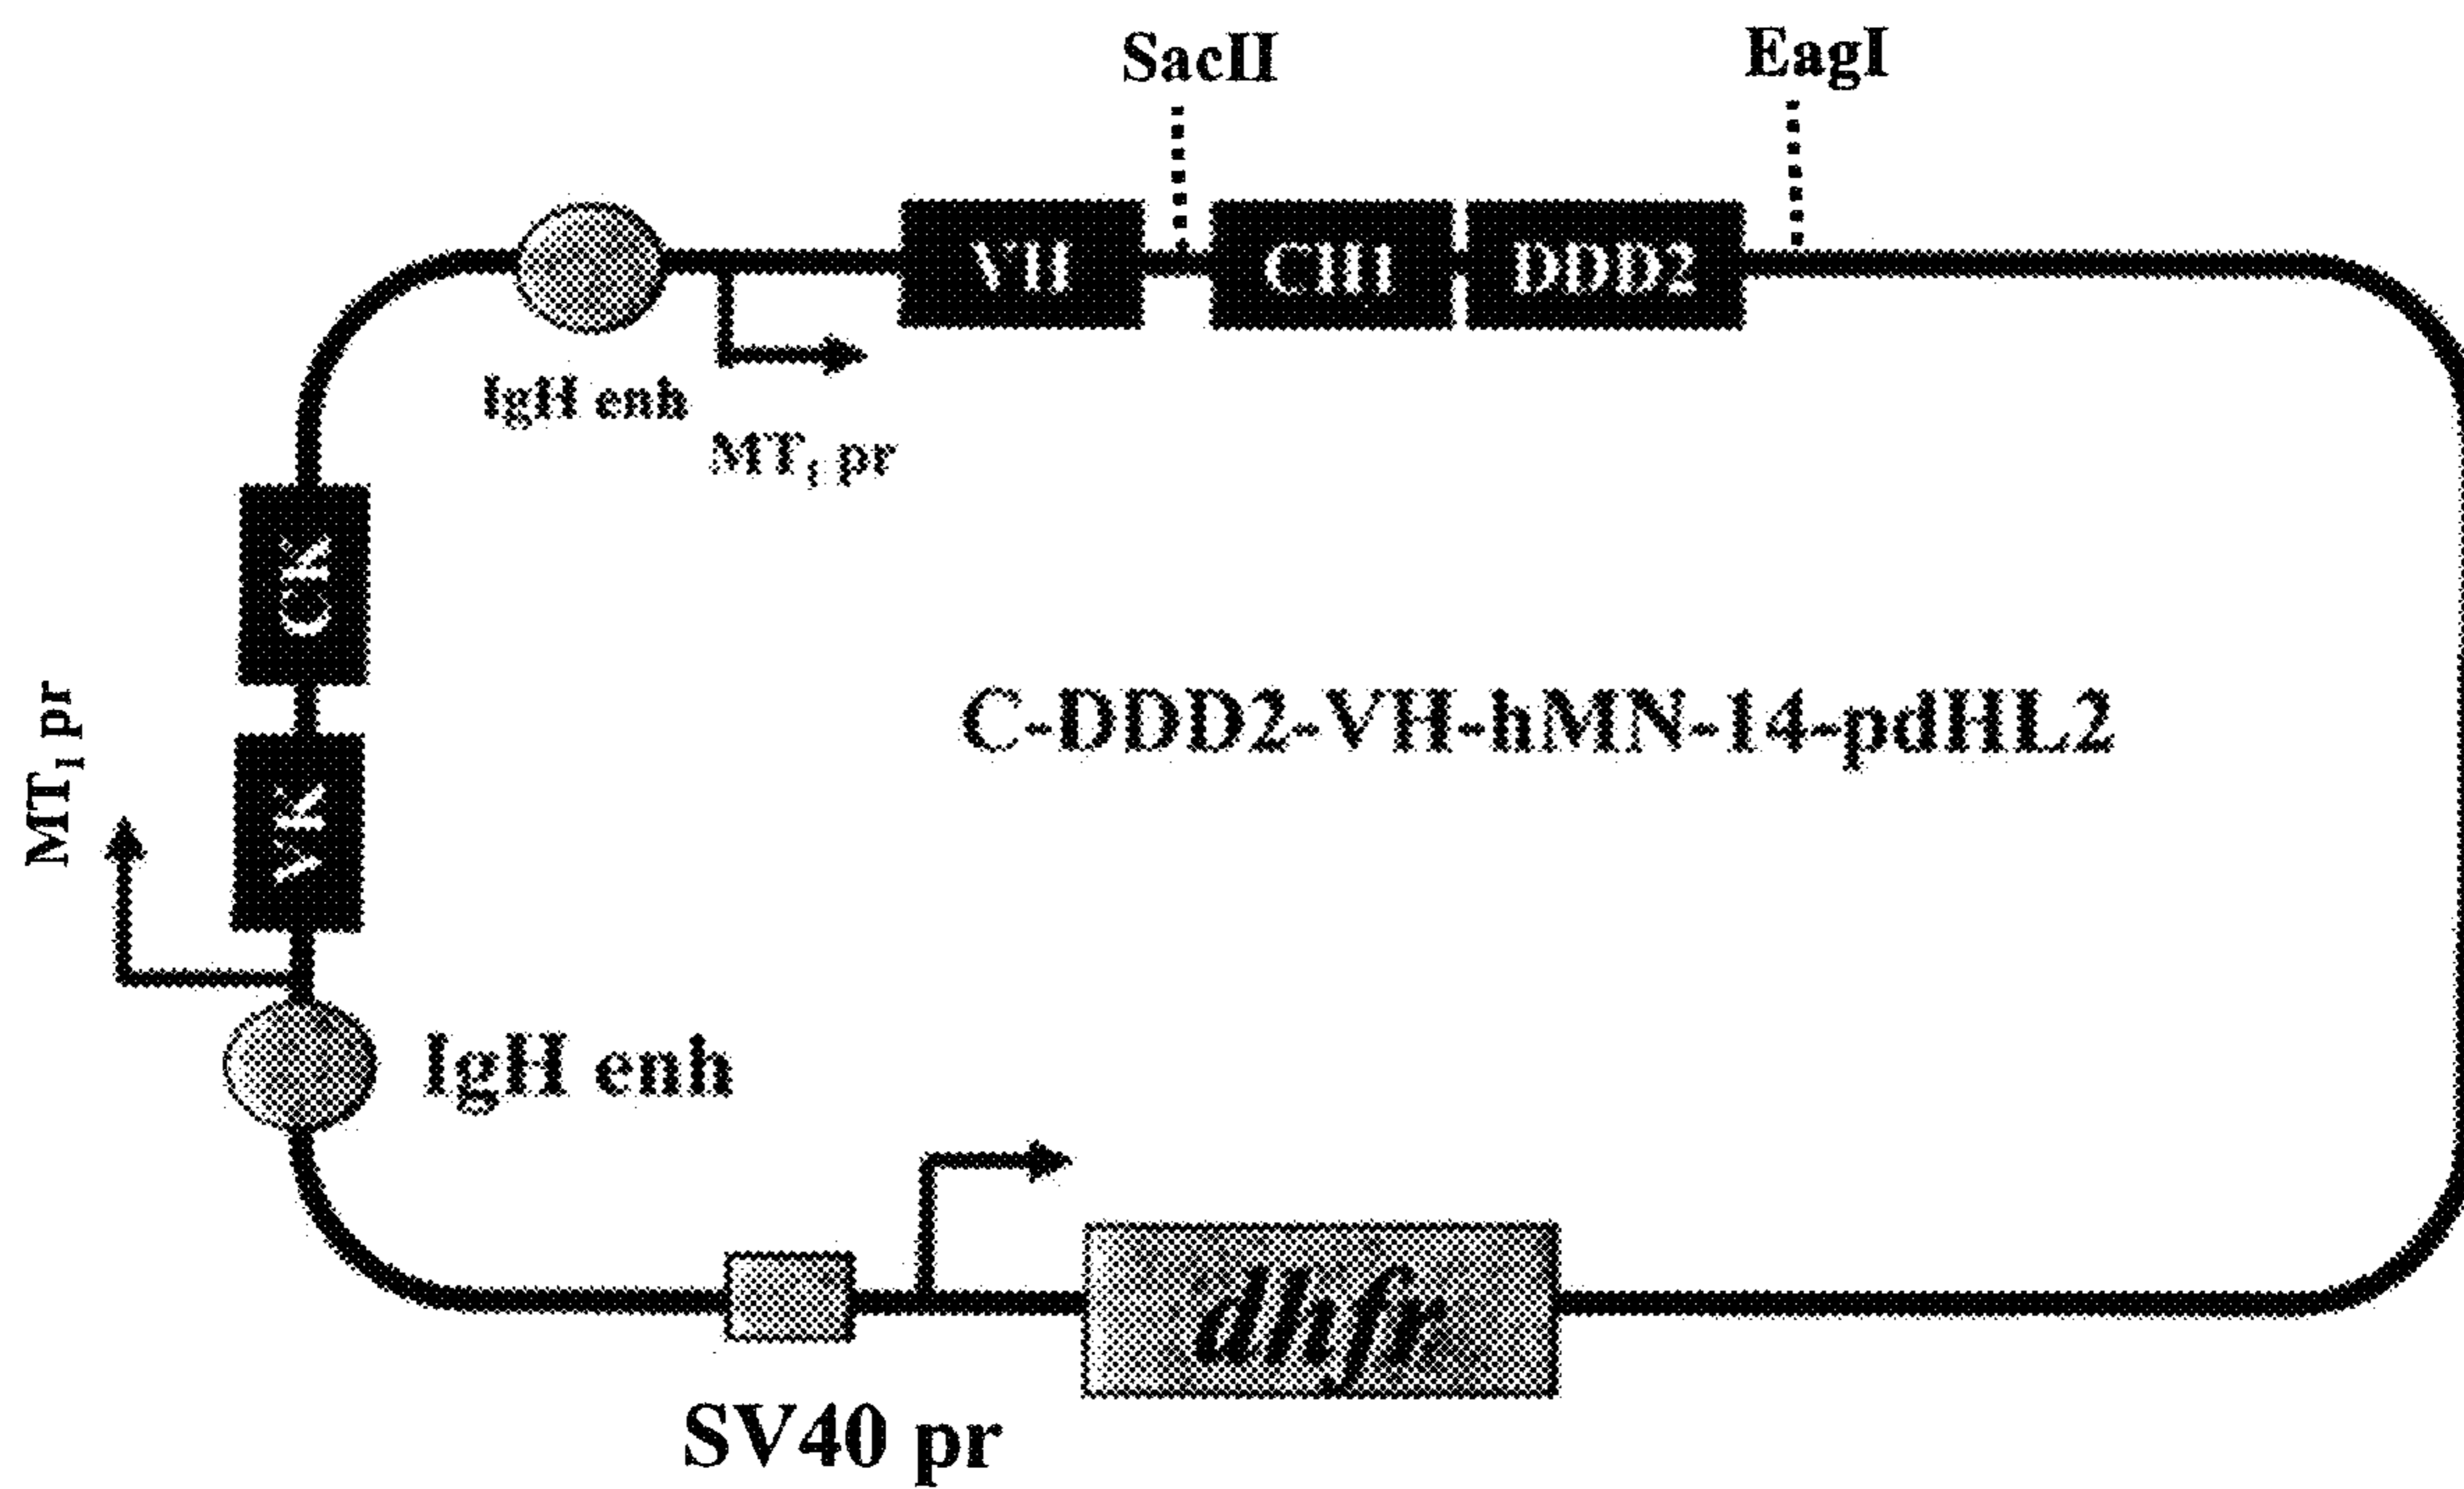 SacII
EagI
VH
CH1
DDD2
IgH enh
MT₁ pr
CK
C-DDD2-VH-hMN-14-pdHL2
MT₁ pr
VK
IgH enh
dhfr
SV40 pr